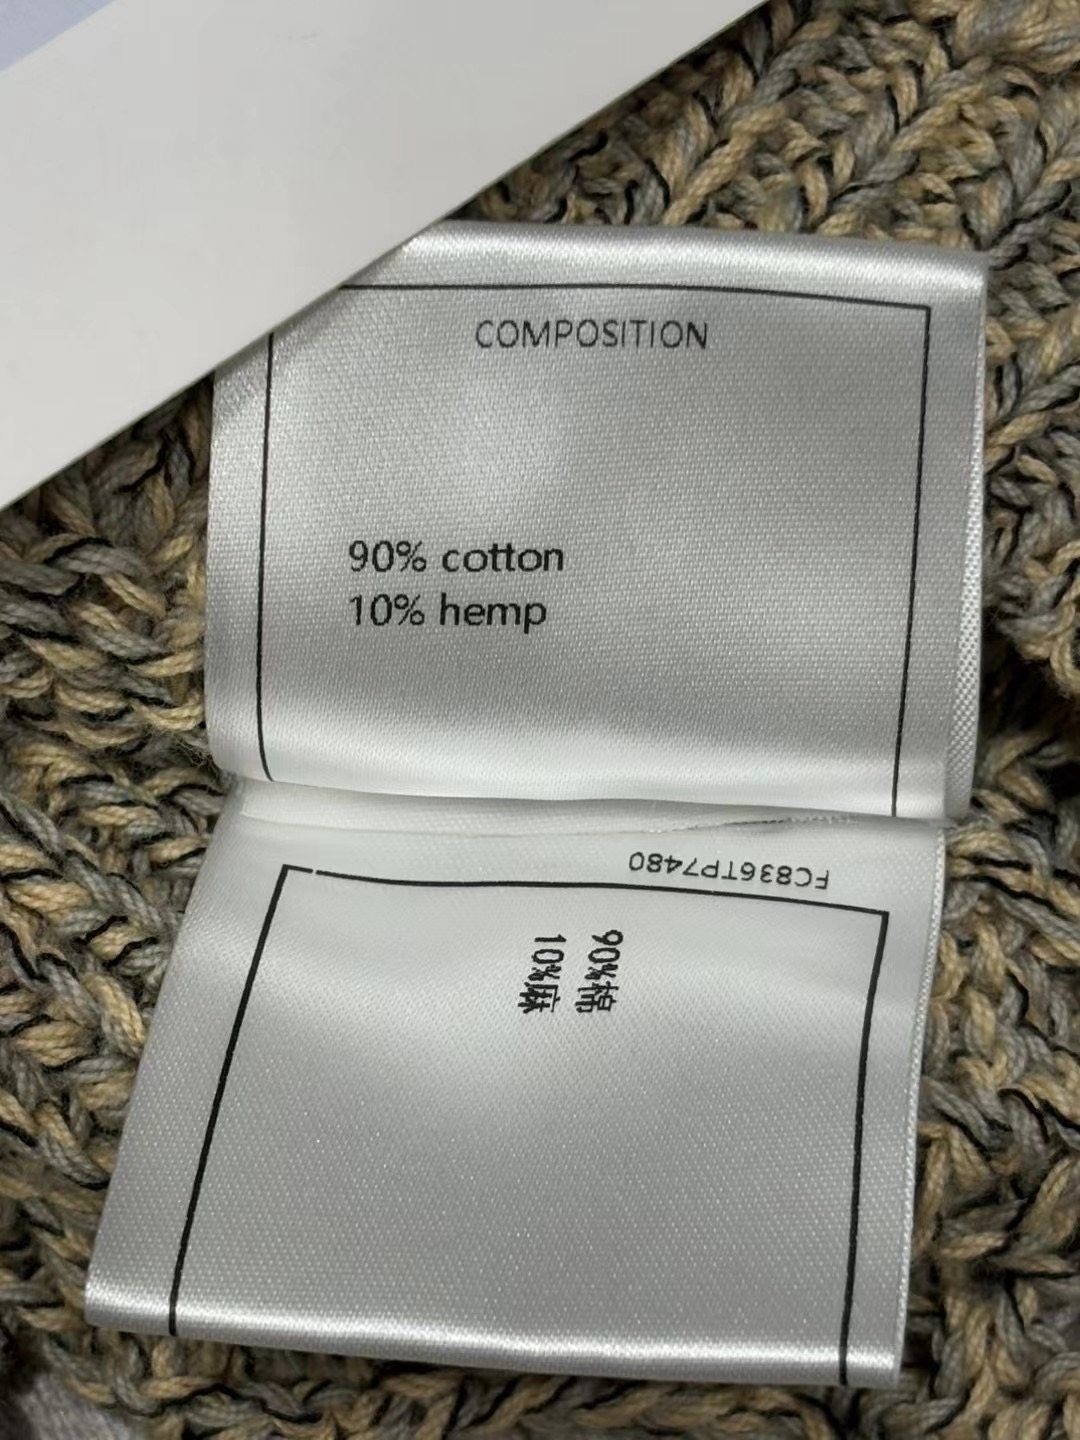 COMPOSITION
90% cotton
10% hemp
FC836TP7480
90%棉
10%麻